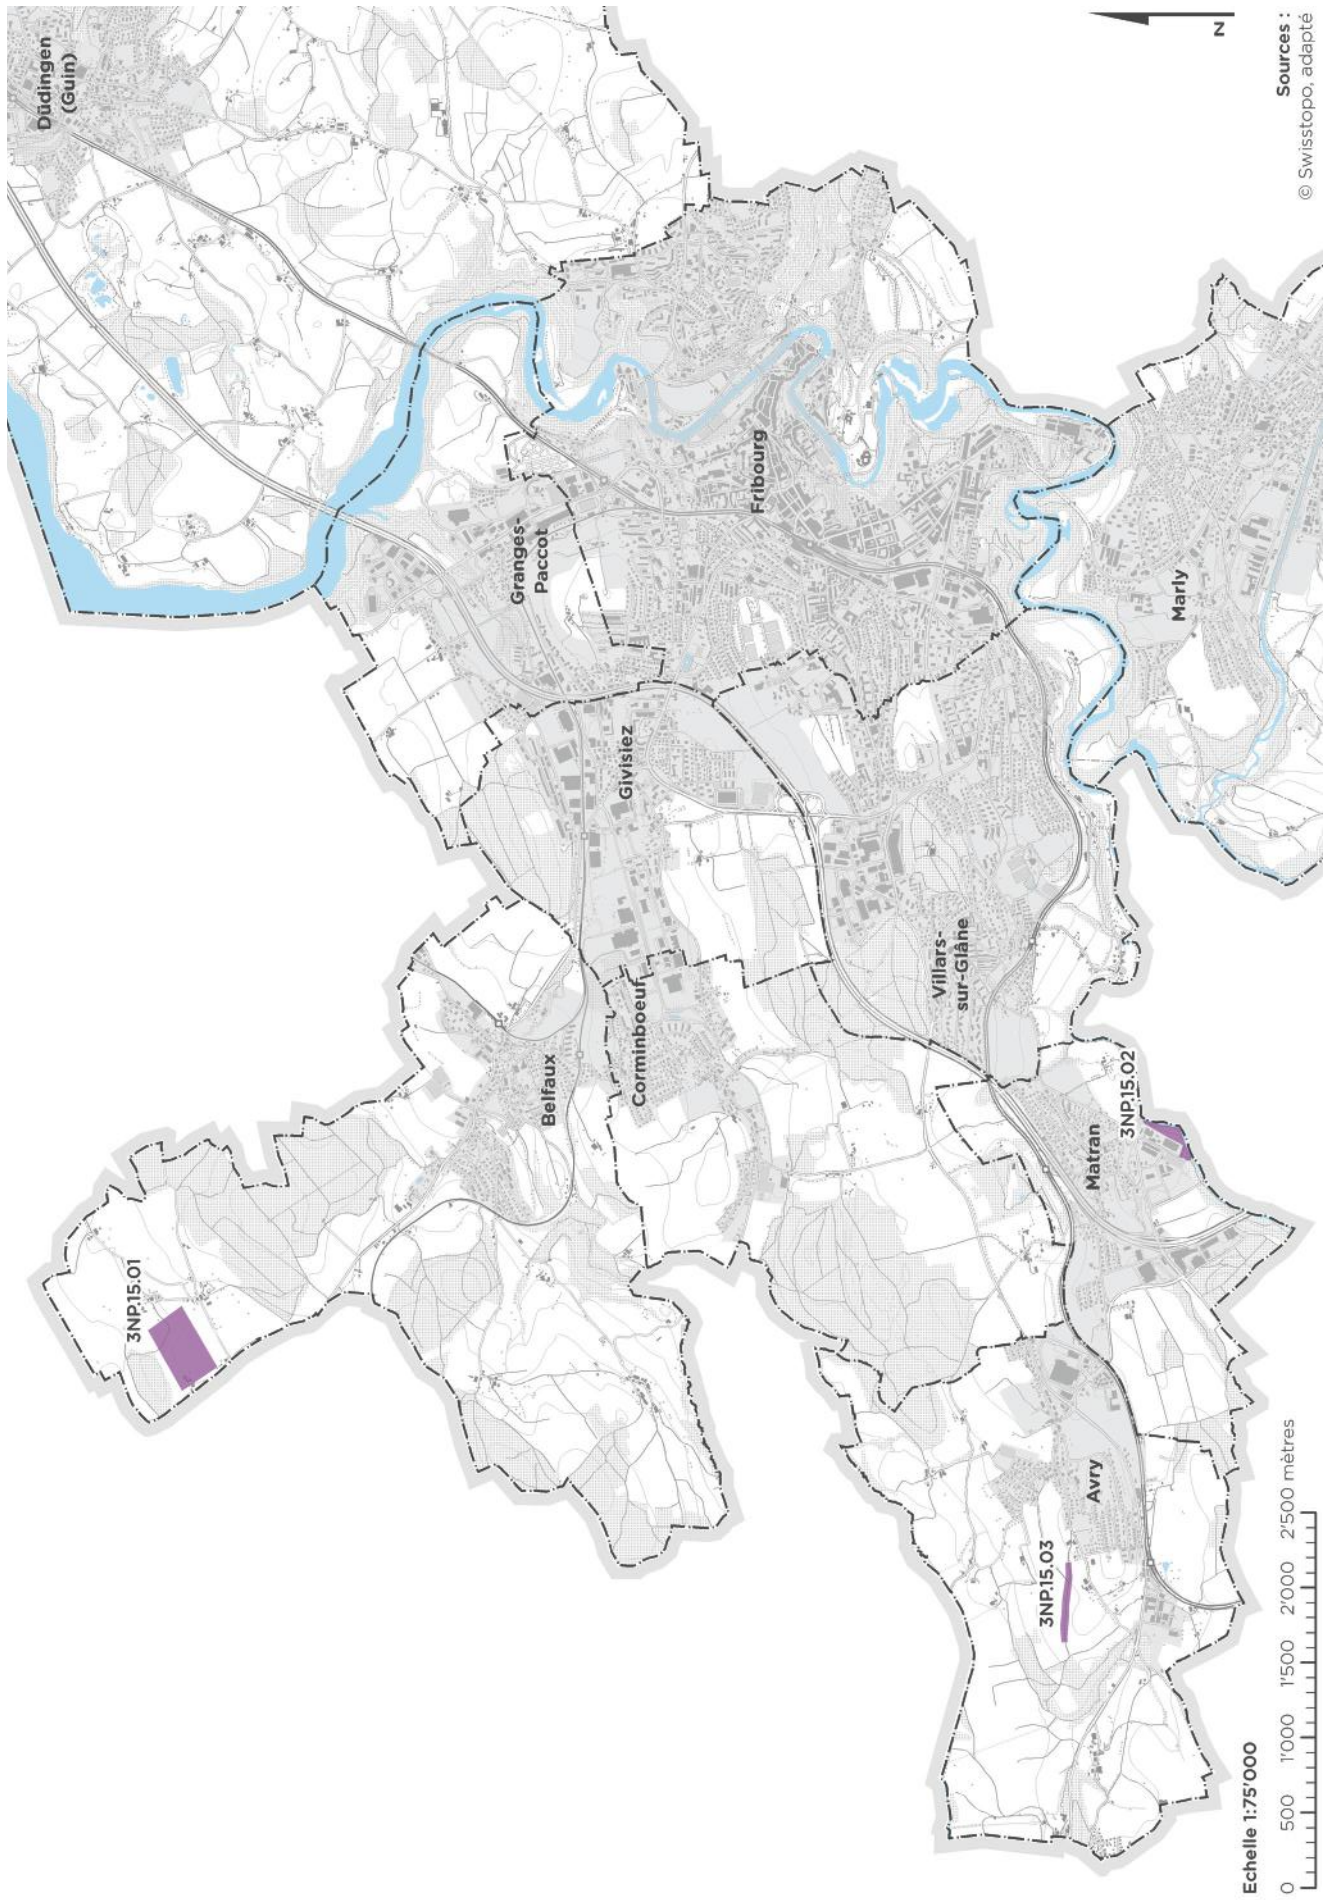 Düdingen
(Guin)
Granges-
Paccot
Fribourg
Givisiez
Marly
Belfaux
Corminboeuf
Villars-
sur-Glâne
3NP.15.01
3NP.15.02
Matran
Avry
3NP.15.03
N
Sources :
© Swisstopo, adapté
Echelle 1:75'000
0 500 1'000 1'500 2'000 2'500 mètres